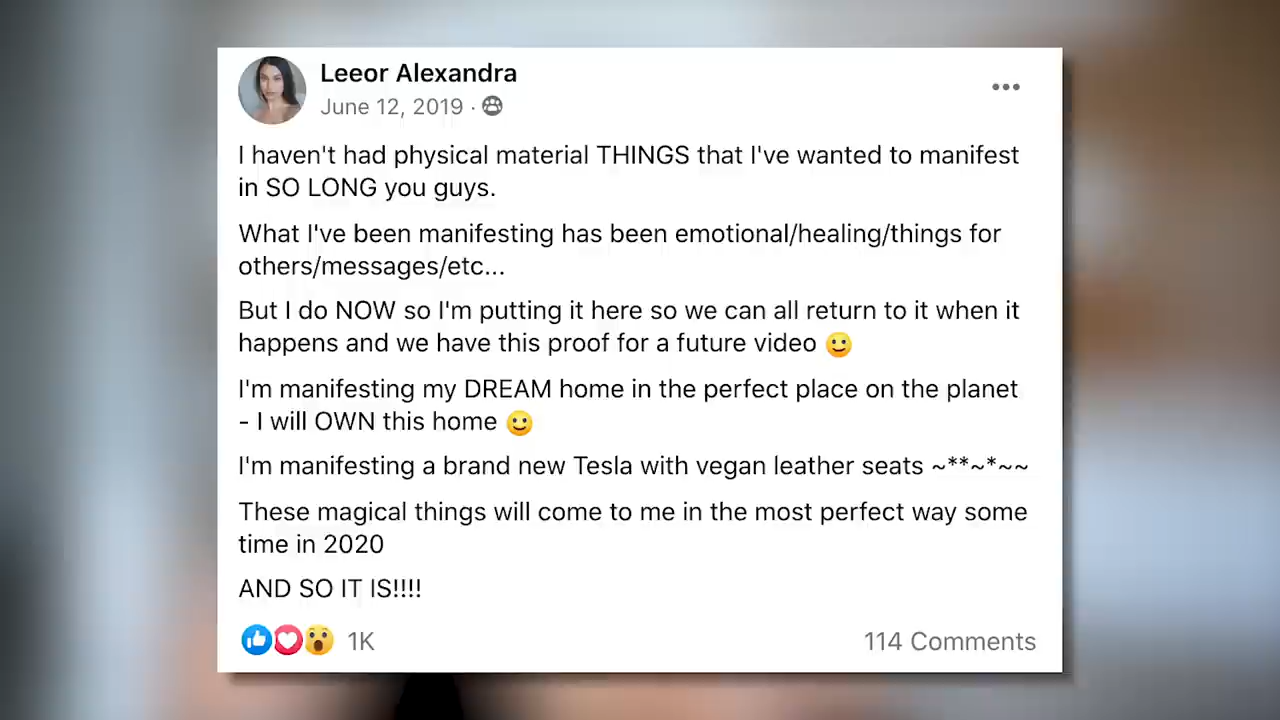 Leeor Alexandra
June 12, 2019 ·
I haven't had physical material THINGS that I've wanted to manifest
in SO LONG you guys.
What I've been manifesting has been emotional/healing/things for
others/messages/etc...
But I do NOW so I'm putting it here so we can all return to it when it
happens and we have this proof for a future video 🙂
I'm manifesting my DREAM home in the perfect place on the planet
- I will OWN this home 🙂
I'm manifesting a brand new Tesla with vegan leather seats ~**~*~~
These magical things will come to me in the most perfect way some
time in 2020
AND SO IT IS!!!!
1K
114 Comments